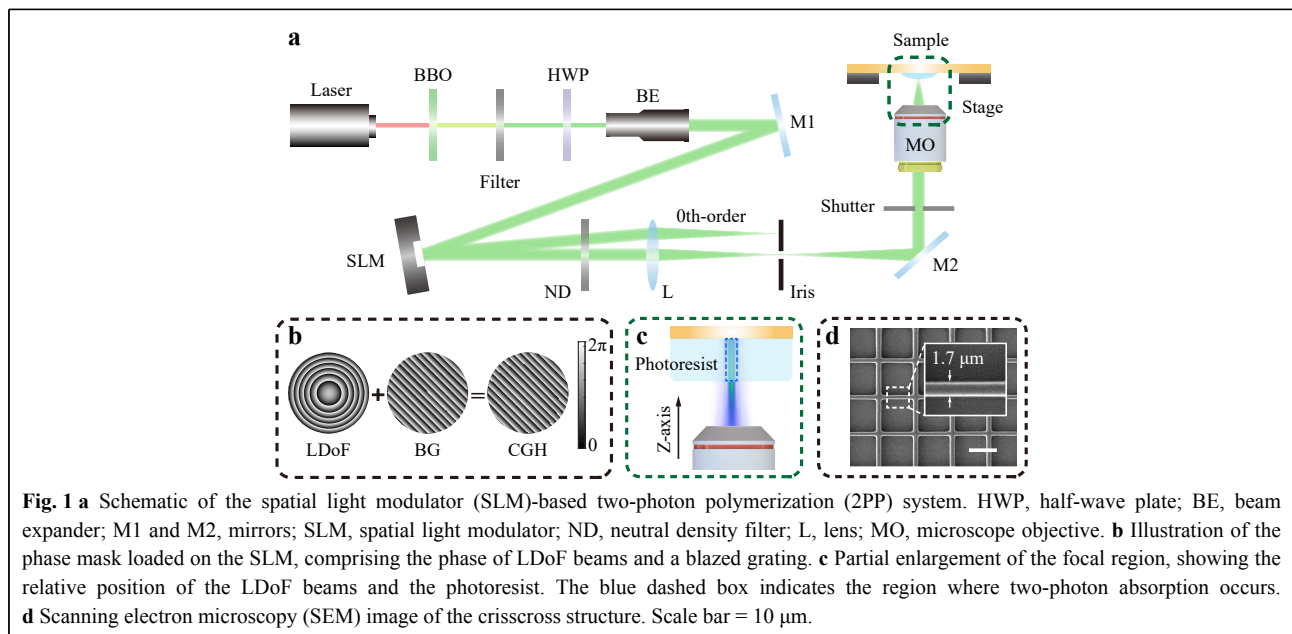 a
Sample
BBO
HWP
Laser
BE
Stage
M1
MO
Filter
Shutter
0th-order
SLM
M2
ND
L
Iris
b
2π
+
=
0
LDoF
BG
CGH
c
Photoresist
Z-axis
d
1.7 μm
Fig. 1 a Schematic of the spatial light modulator (SLM)-based two-photon polymerization (2PP) system. HWP, half-wave plate; BE, beam
expander; M1 and M2, mirrors; SLM, spatial light modulator; ND, neutral density filter; L, lens; MO, microscope objective. b Illustration of the
phase mask loaded on the SLM, comprising the phase of LDoF beams and a blazed grating. c Partial enlargement of the focal region, showing the
relative position of the LDoF beams and the photoresist. The blue dashed box indicates the region where two-photon absorption occurs.
d Scanning electron microscopy (SEM) image of the crisscross structure. Scale bar = 10 μm.